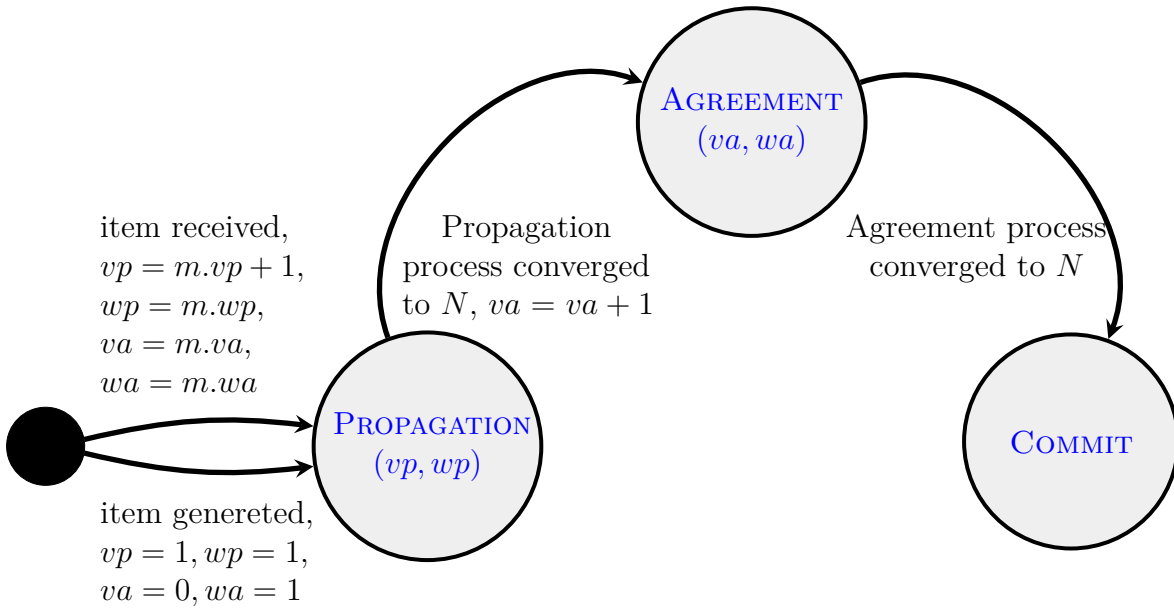 AGREEMENT
(va, wa)
item received,
vp = m.vp + 1,
wp = m.wp,
va = m.va,
wa = m.wa
Propagation
process converged
to N, va = va + 1
Agreement process
converged to N
PROPAGATION
(vp, wp)
COMMIT
item genereted,
vp = 1, wp = 1,
va = 0, wa = 1